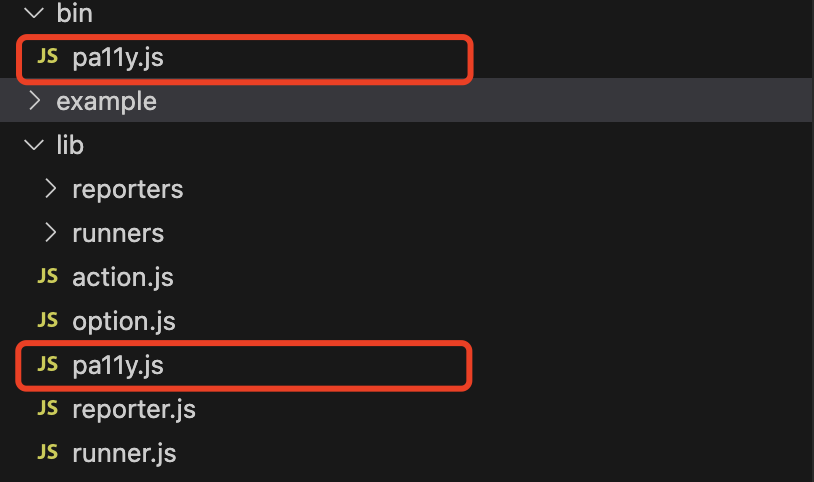 bin
JS pa11y.js
example
lib
reporters
runners
JS action.js
JS option.js
JS pa11y.js
JS reporter.js
JS runner.js